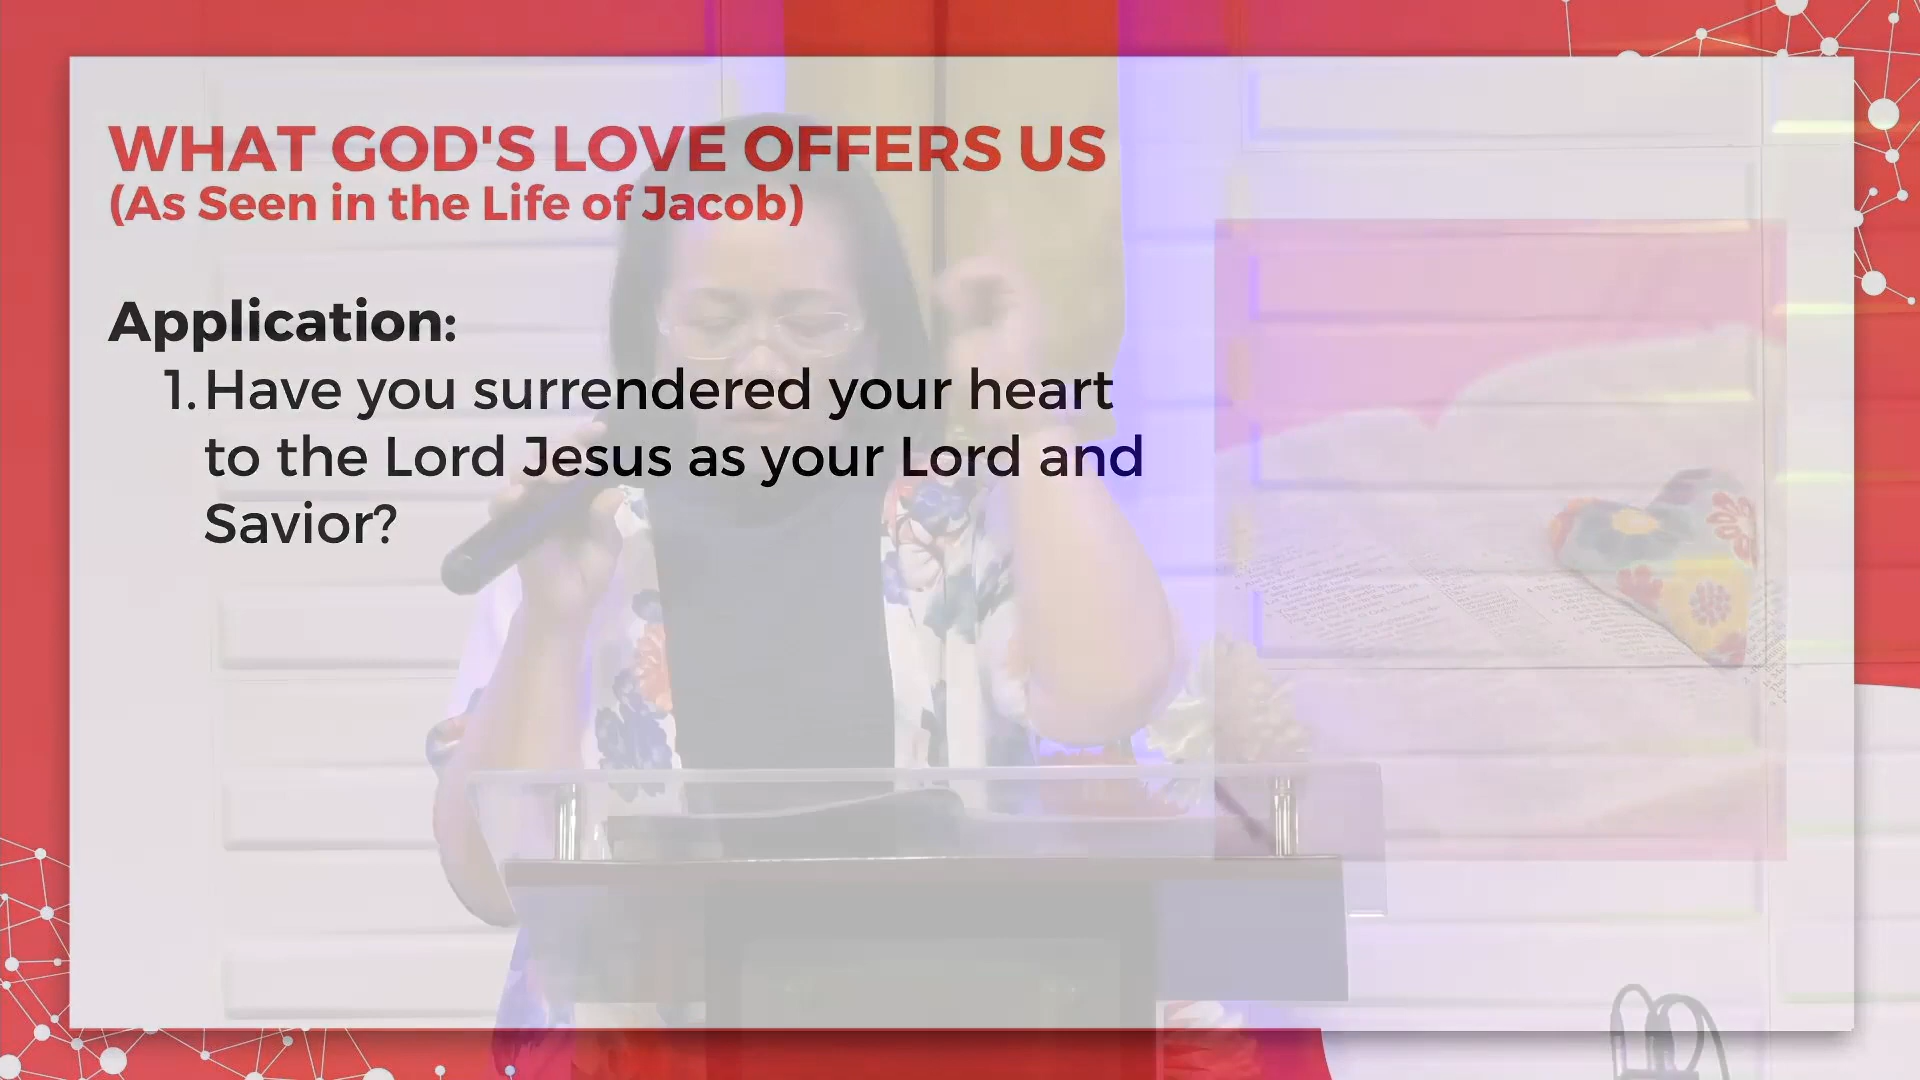 WHAT GOD'S LOVE OFFERS US
(As Seen in the Life of Jacob)
Application:
1. Have you surrendered your heart
to the Lord Jesus as your Lord and
Savior?